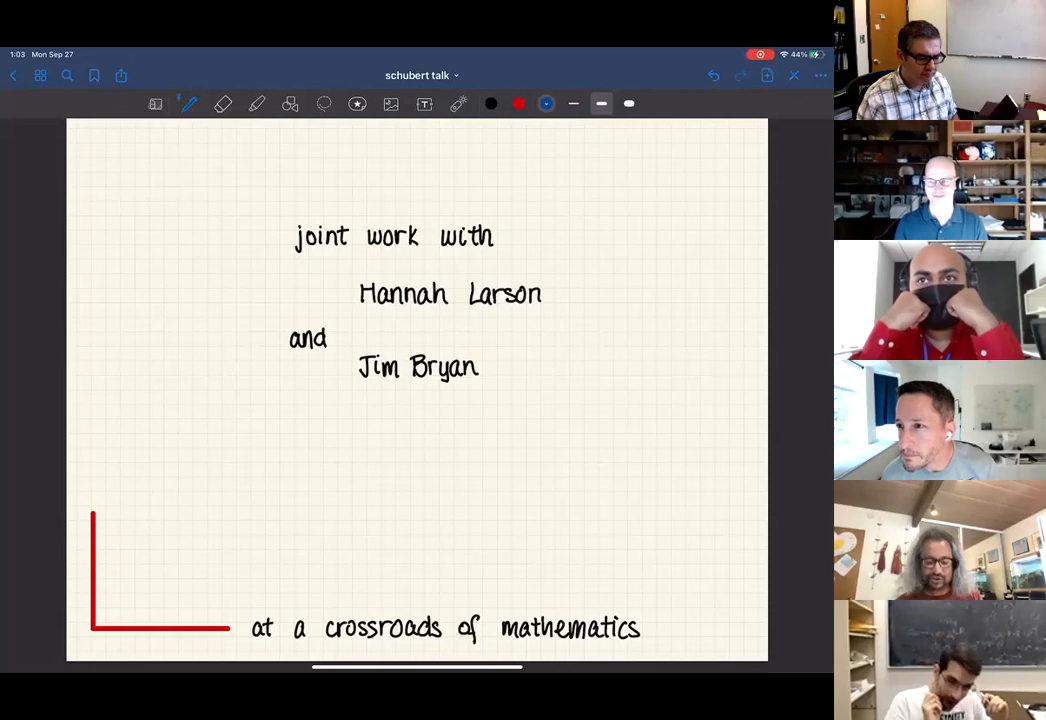 1:03 Mon Sep 27
44%
schubert talk
T
joint work with
Hannah Larson
and
Jim Bryan
at a crossroads of mathematics